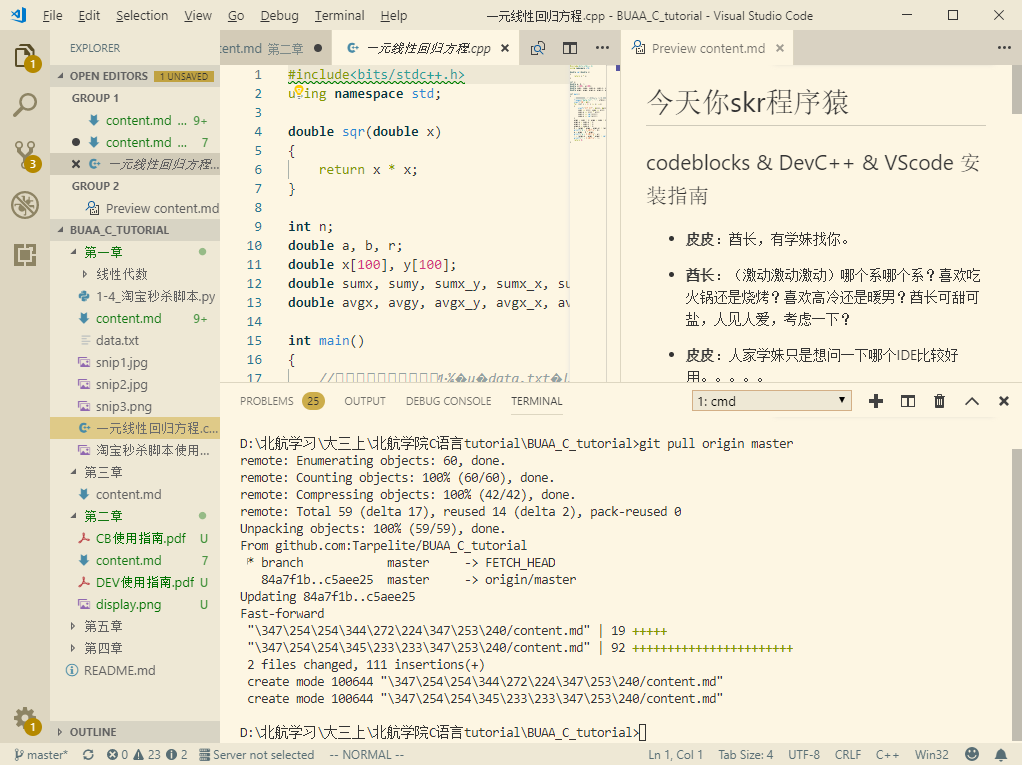 File Edit Selection View Go Debug Terminal Help 一元线性回归方程.cpp - BUAA_C_tutorial - Visual Studio Code
EXPLORER
OPEN EDITORS 1 UNSAVED
GROUP 1
content.md ... 9+
content.md ... 7
一元线性回归方程...
GROUP 2
Preview content.md
BUAA_C_TUTORIAL
第一章
线性代数
1-4_淘宝秒杀脚本.py
content.md 9+
data.txt
snip1.jpg
snip2.jpg
snip3.png
一元线性回归方程.c...
淘宝秒杀脚本使用...
第三章
content.md
第二章
CB使用指南.pdf U
content.md 7
DEV使用指南.pdf U
display.png U
第五章
第四章
README.md
OUTLINE
1
3
1
tent.md 第二章 一元线性回归方程.cpp
1 #include<bits/stdc++.h>
2 using namespace std;
3
4 double sqr(double x)
5 {
6 return x * x;
7 }
8
9 int n;
10 double a, b, r;
11 double x[100], y[100];
12 double sumx, sumy, sumx_y, sumx_x, su
13 double avgx, avgy, avgx_y, avgx_x, av
14
15 int main()
16 {
17 // data.txt
Preview content.md
今天你skr程序猿
codeblocks & DevC++ & VScode 安
装指南
皮皮：酋长，有学妹找你。
酋长：（激动激动激动）哪个系哪个系？喜欢吃
火锅还是烧烤？喜欢高冷还是暖男？酋长可甜可
盐，人见人爱，考虑一下？
皮皮：人家学妹只是想问一下哪个IDE比较好
用。。。。。
PROBLEMS 25 OUTPUT DEBUG CONSOLE TERMINAL 1: cmd
D:\北航学习\大三上\北航学院C语言tutorial\BUAA_C_tutorial>git pull origin master
remote: Enumerating objects: 60, done.
remote: Counting objects: 100% (60/60), done.
remote: Compressing objects: 100% (42/42), done.
remote: Total 59 (delta 17), reused 14 (delta 2), pack-reused 0
Unpacking objects: 100% (59/59), done.
From github.com:Tarpelite/BUAA_C_tutorial
* branch master -> FETCH_HEAD
84a7f1b..c5aee25 master -> origin/master
Updating 84a7f1b..c5aee25
Fast-forward
"\347\254\254\344\272\224\347\253\240/content.md" | 19 +++++
"\347\254\254\345\233\233\347\253\240/content.md" | 92 +++++++++++++++++++++++
2 files changed, 111 insertions(+)
create mode 100644 "\347\254\254\344\272\224\347\253\240/content.md"
create mode 100644 "\347\254\254\345\233\233\347\253\240/content.md"
D:\北航学习\大三上\北航学院C语言tutorial\BUAA_C_tutorial>
master* 0 23 2 Server not selected -- NORMAL -- Ln 1, Col 1 Tab Size: 4 UTF-8 CRLF C++ Win32